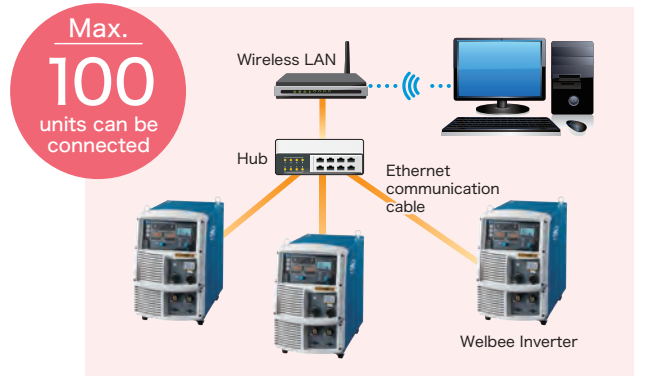 Max.
100
units can be
connected
Wireless LAN
Hub
Ethernet
communication
cable
Welbee Inverter